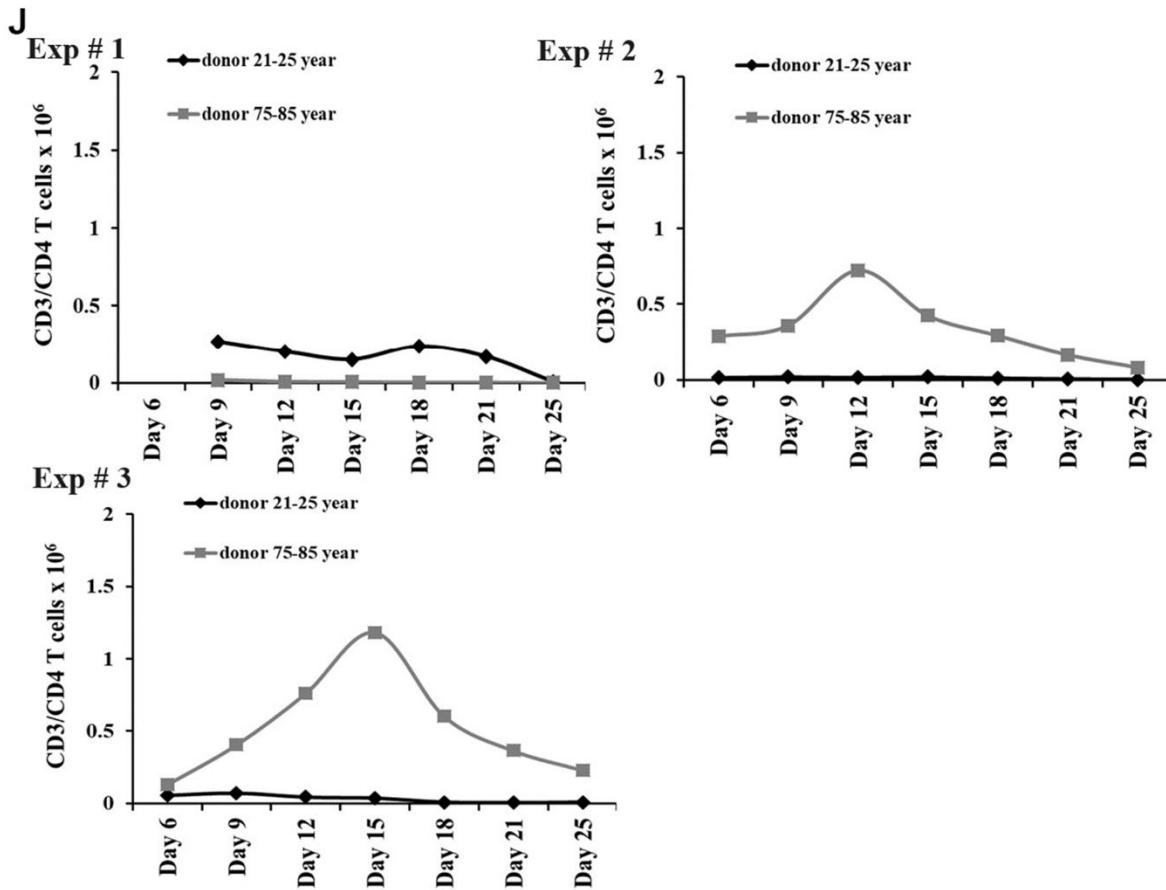 J
Exp # 1
donor 21-25 year
donor 75-85 year
CD3/CD4 T cells x 10⁶
2
1.5
1
0.5
0
Day 6
Day 9
Day 12
Day 15
Day 18
Day 21
Day 25
Exp # 2
donor 21-25 year
donor 75-85 year
CD3/CD4 T cells x 10⁶
2
1.5
1
0.5
0
Day 6
Day 9
Day 12
Day 15
Day 18
Day 21
Day 25
Exp # 3
donor 21-25 year
donor 75-85 year
CD3/CD4 T cells x 10⁶
2
1.5
1
0.5
0
Day 6
Day 9
Day 12
Day 15
Day 18
Day 21
Day 25